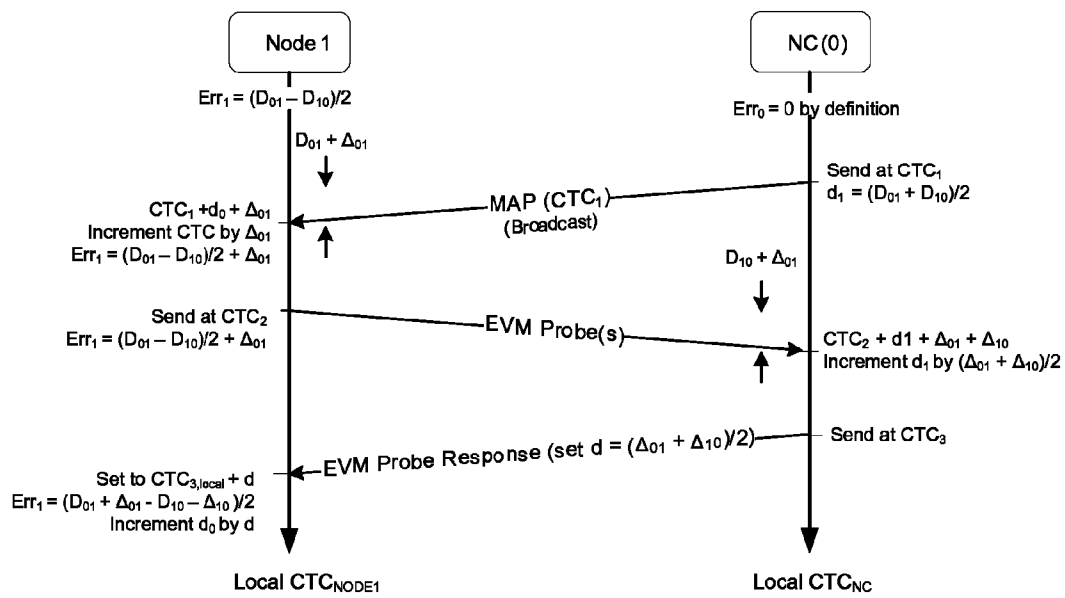 Node 1
NC (0)
Err₁ = (D₀₁ – D₁₀)/2
Err₀ = 0 by definition
D₀₁ + Δ₀₁
Send at CTC₁
d₁ = (D₀₁ + D₁₀)/2
MAP (CTC₁)
(Broadcast)
CTC₁ +d₀ + Δ₀₁
Increment CTC by Δ₀₁
Err₁ = (D₀₁ – D₁₀)/2 + Δ₀₁
D₁₀ + Δ₀₁
Send at CTC₂
Err₁ = (D₀₁ – D₁₀)/2 + Δ₀₁
EVM Probe(s)
CTC₂ + d1 + Δ₀₁ + Δ₁₀
Increment d₁ by (Δ₀₁ + Δ₁₀)/2
Send at CTC₃
EVM Probe Response (set d = (Δ₀₁ + Δ₁₀)/2)
Set to CTC₃,local + d
Err₁ = (D₀₁ + Δ₀₁ - D₁₀ – Δ₁₀)/2
Increment d₀ by d
Local CTC_NODE1
Local CTC_NC